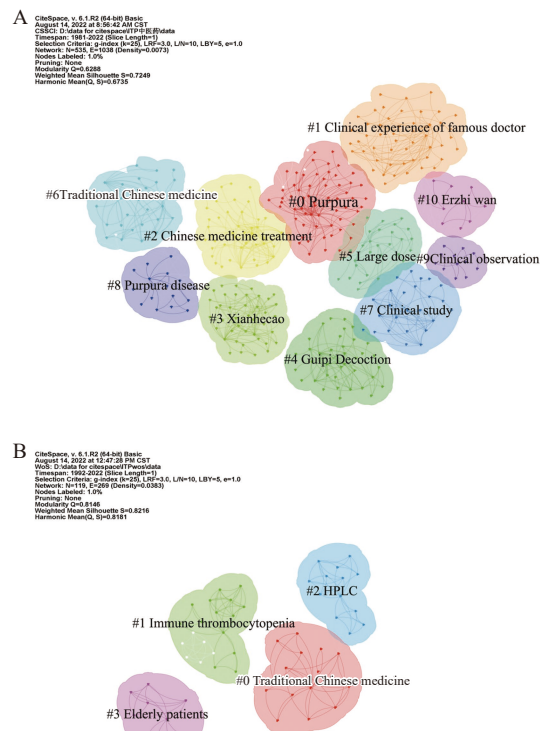 A
CiteSpace, v. 6.1.R2 (64-bit) Basic
August 14, 2022 at 8:56:42 AM CST
CSSCI: D:\data for citespace\ITP中医药\data
Timespan: 1981-2022 (Slice Length=1)
Selection Criteria: g-index (k=25), LRF=3.0, L/N=10, LBY=5, e=1.0
Network: N=535, E=1038 (Density=0.0073)
Nodes Labeled: 1.0%
Pruning: None
Modularity Q=0.6288
Weighted Mean Silhouette S=0.7249
Harmonic Mean(Q, S)=0.6735
#1 Clinical experience of famous doctor
#6Traditional Chinese medicine
#0 Purpura
#10 Erzhi wan
#2 Chinese medicine treatment
#5 Large dose
#9Clinical observation
#8 Purpura disease
#7 Clinical study
#3 Xianhecao
#4 Guipi Decoction
B
CiteSpace, v. 6.1.R2 (64-bit) Basic
August 14, 2022 at 12:47:28 PM CST
WoS: D:\data for citespace\ITPwos\data
Timespan: 1992-2022 (Slice Length=1)
Selection Criteria: g-index (k=25), LRF=3.0, L/N=10, LBY=5, e=1.0
Network: N=119, E=269 (Density=0.0383)
Nodes Labeled: 1.0%
Pruning: None
Modularity Q=0.8146
Weighted Mean Silhouette S=0.8216
Harmonic Mean(Q, S)=0.8181
#2 HPLC
#1 Immune thrombocytopenia
#0 Traditional Chinese medicine
#3 Elderly patients